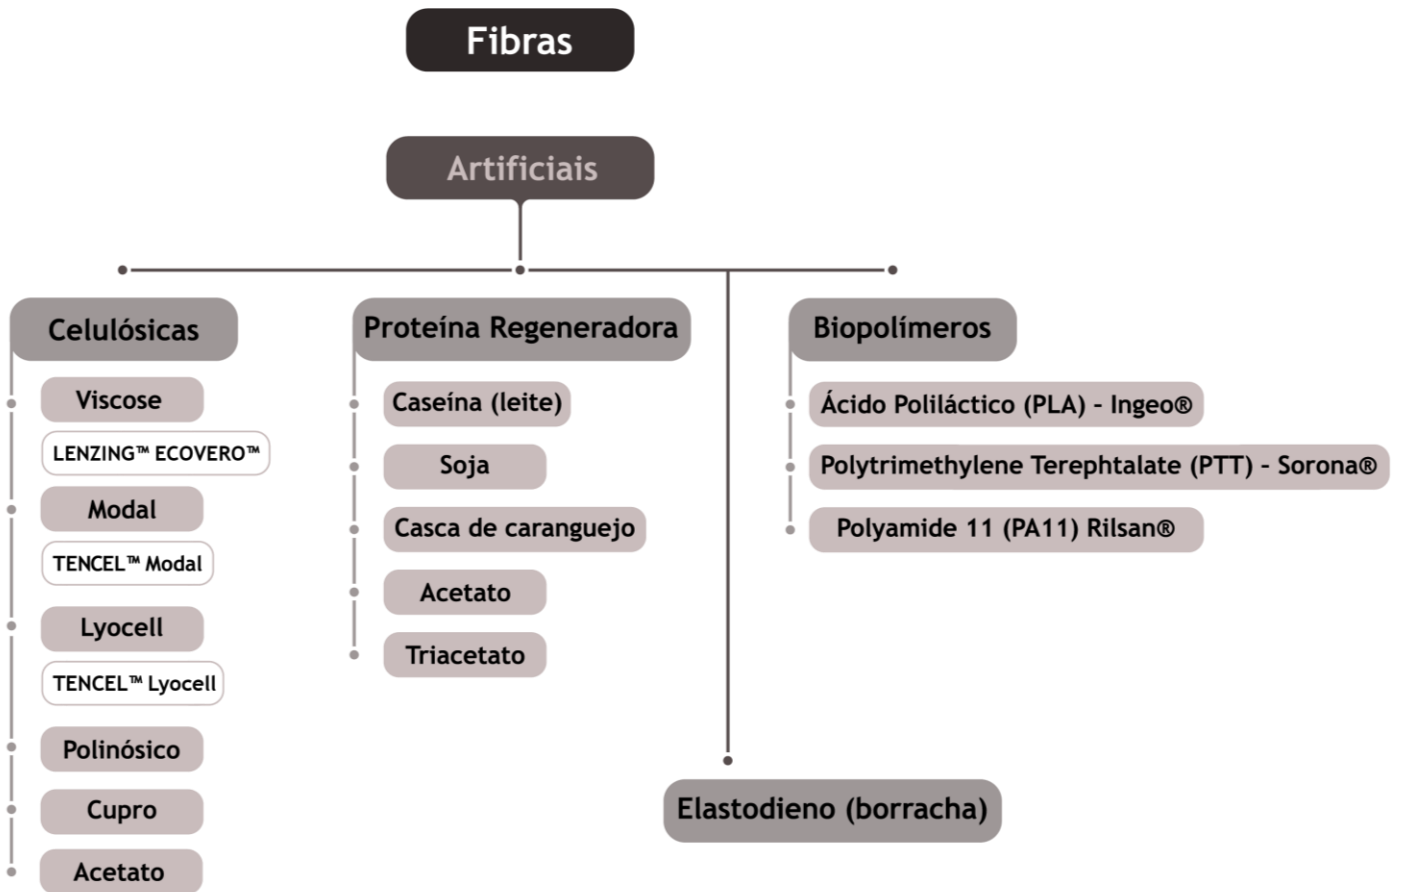 Fibras
Artificiais
Celulósicas
Viscose
LENZING™ ECOVERO™
Modal
TENCEL™ Modal
Lyocell
TENCEL™ Lyocell
Polinósico
Cupro
Acetato
Proteína Regeneradora
Caseína (leite)
Soja
Casca de caranguejo
Acetato
Triacetato
Biopolímeros
Ácido Poliláctico (PLA) – Ingeo®
Polytrimethylene Terephtalate (PTT) – Sorona®
Polyamide 11 (PA11) Rilsan®
Elastodieno (borracha)